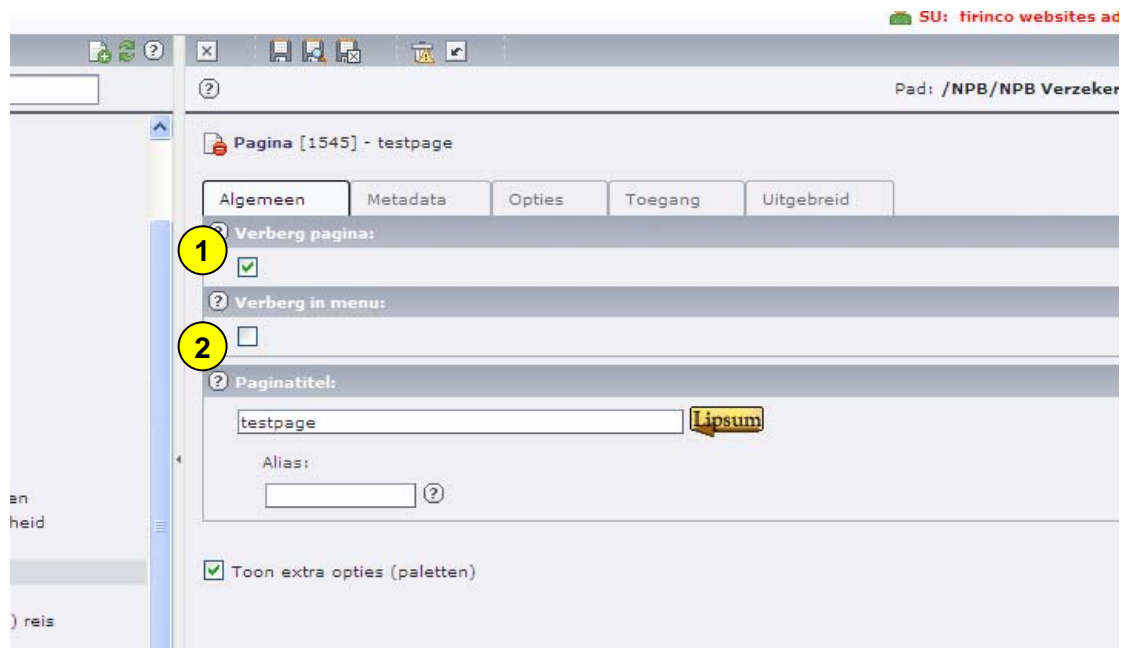 SU: firinco websites ad
Pad: /NPB/NPB Verzeker
Pagina [1545] - testpage
Algemeen Metadata Opties Toegang Uitgebreid
Verberg pagina:
1
Verberg in menu:
2
Paginatitel:
testpage Lipsum
Alias:
en
heid
Toon extra opties (paletten)
) reis